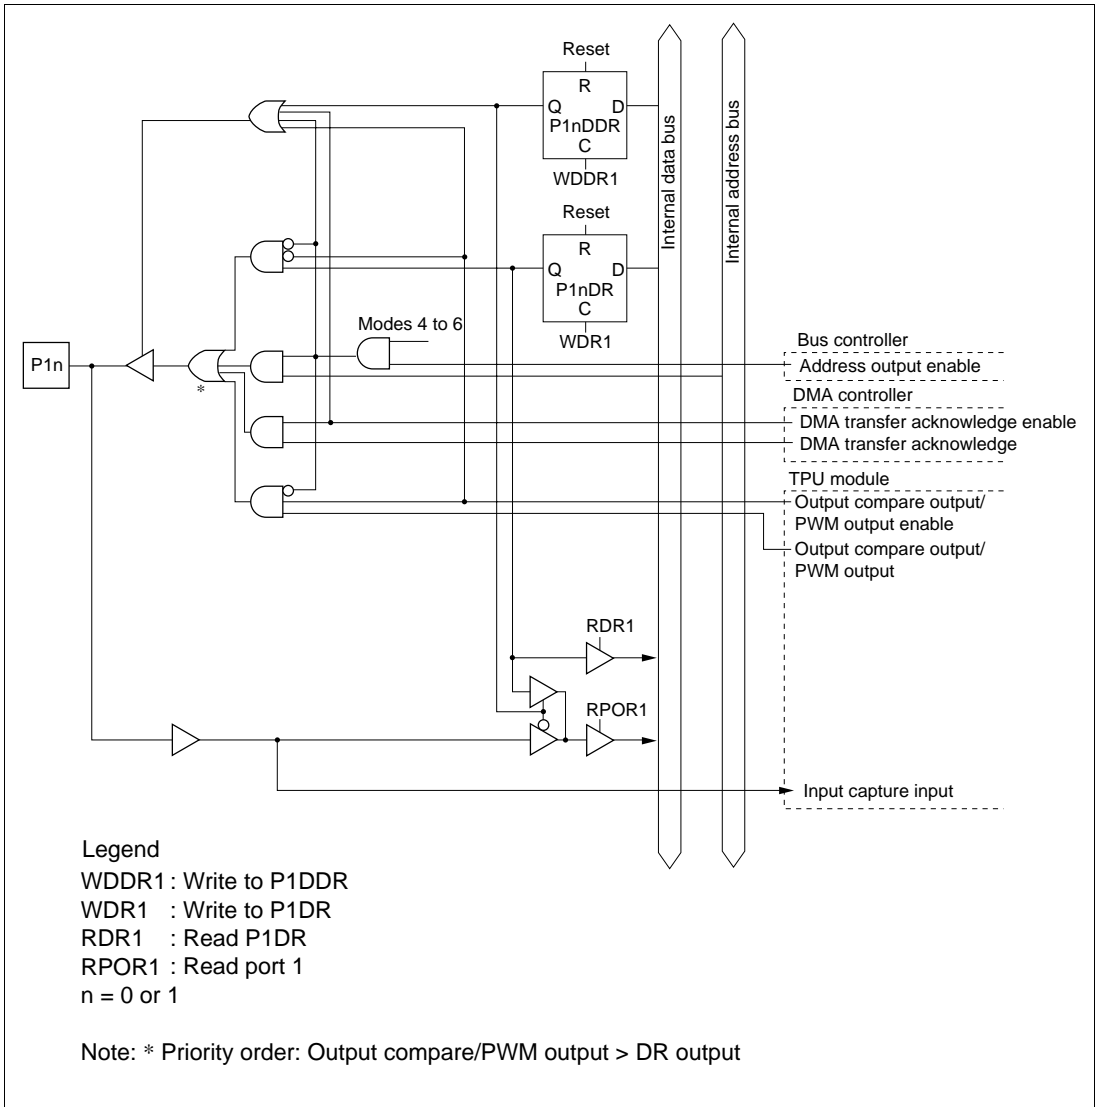 Reset
R
Q D
P1nDDR
C
WDDR1
Reset
R
Q D
P1nDR
C
WDR1
Internal data bus
Internal address bus
Modes 4 to 6
P1n
*
Bus controller
Address output enable
DMA controller
DMA transfer acknowledge enable
DMA transfer acknowledge
TPU module
Output compare output/
PWM output enable
Output compare output/
PWM output
RDR1
RPOR1
Input capture input
Legend
WDDR1 : Write to P1DDR
WDR1 : Write to P1DR
RDR1 : Read P1DR
RPOR1 : Read port 1
n = 0 or 1
Note: * Priority order: Output compare/PWM output > DR output